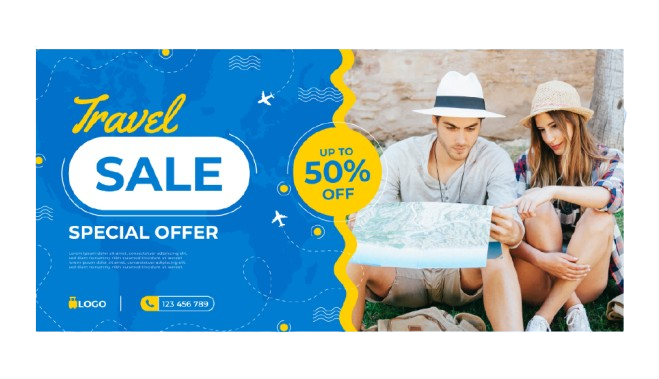 Travel
SALE
SPECIAL OFFER
UP TO
50%
OFF
LOGO
123 456 789